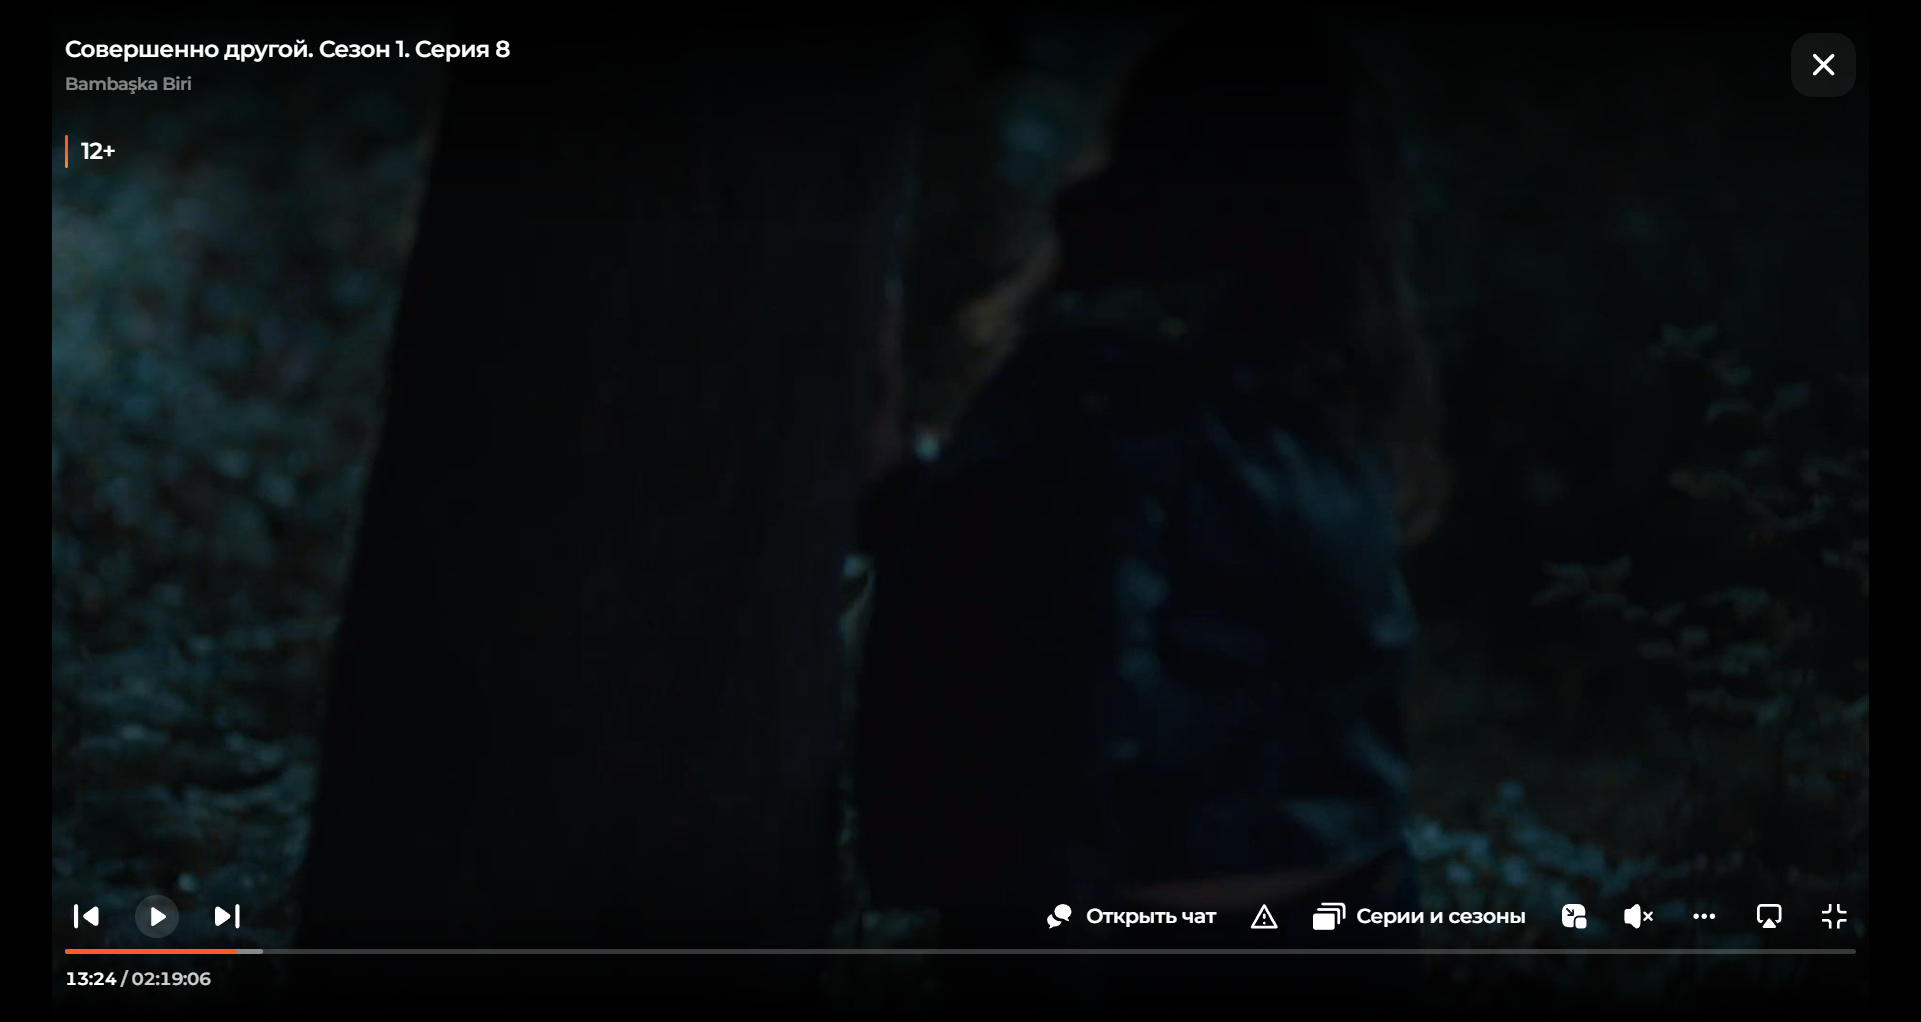 Совершенно другой. Сезон 1. Серия 8
Bambaşka Biri
12+
Открыть чат
Серии и сезоны
13:24 / 02:19:06